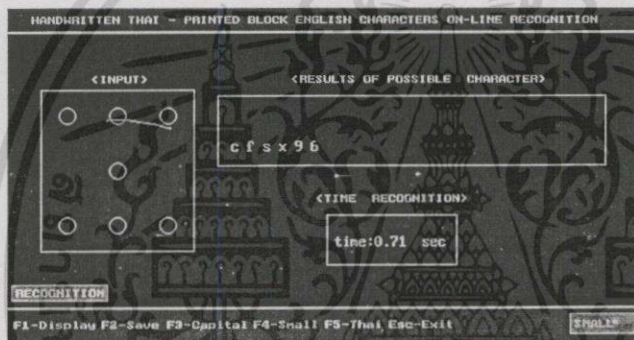 HANDWRITTEN THAI - PRINTED BLOCK ENGLISH CHARACTERS ON-LINE RECOGNITION
<INPUT>
<RESULTS OF POSSIBLE CHARACTER>
c f s x 9 6
<TIME RECOGNITION>
time:0.71 sec
RECOGNITION
F1-Display F2-Save F3-Capital F4-Small F5-Thai Esc-Exit
SMALL*